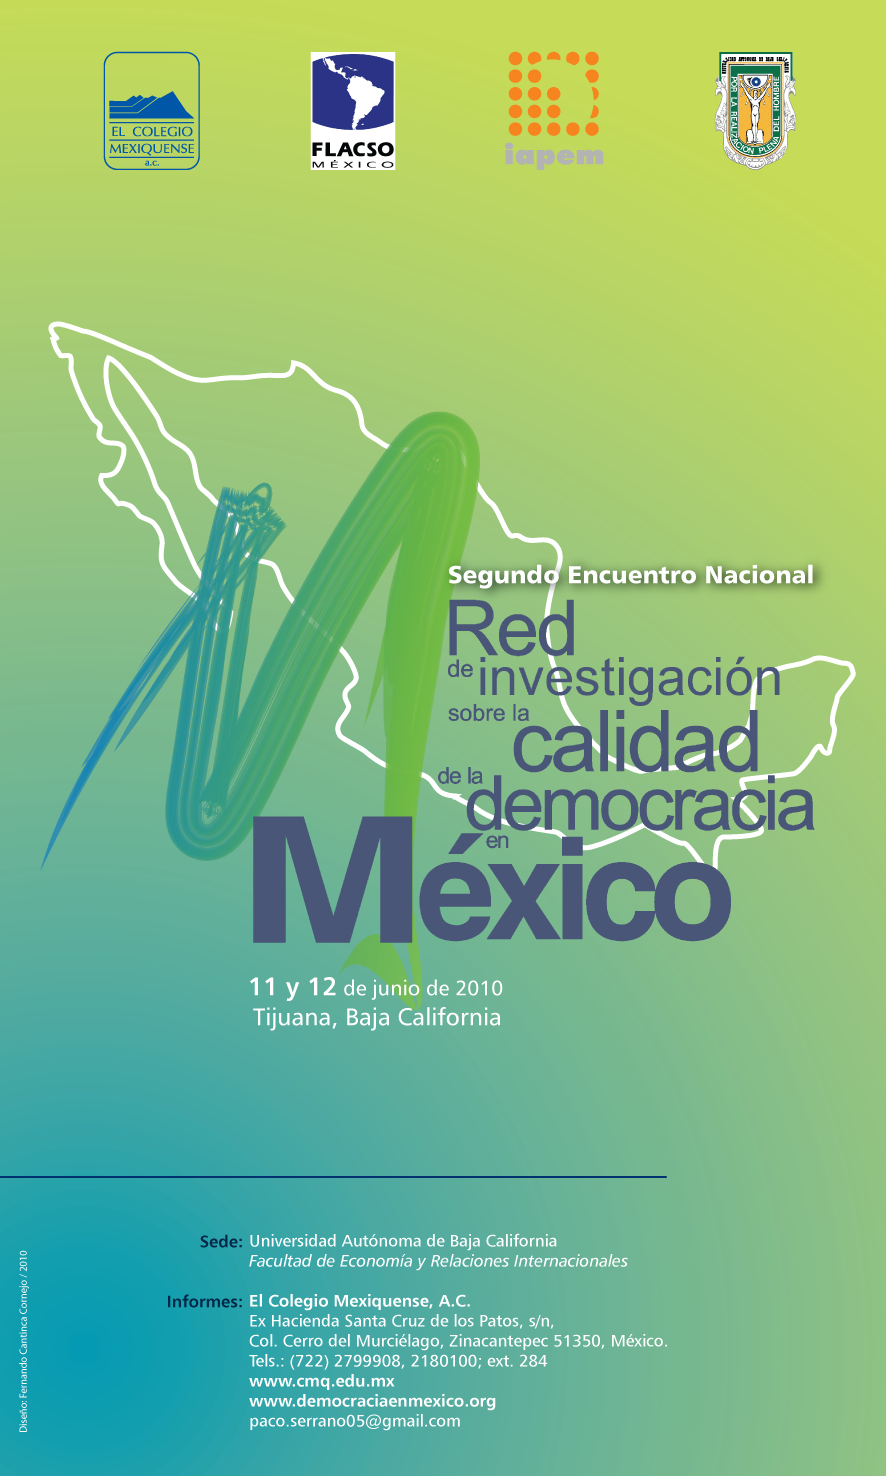 EL COLEGIO
MEXIQUENSE
a.c.
FLACSO
MÉXICO
iapem
POR LA REALIZACION PLENA DEL HOMBRE
Segundo Encuentro Nacional
Red
de investigación
sobre la
calidad
de la
democracia
en
México
11 y 12 de junio de 2010
Tijuana, Baja California
Sede: Universidad Autónoma de Baja California
Facultad de Economía y Relaciones Internacionales
Informes: El Colegio Mexiquense, A.C.
Ex Hacienda Santa Cruz de los Patos, s/n,
Col. Cerro del Murciélago, Zinacantepec 51350, México.
Tels.: (722) 2799908, 2180100; ext. 284
www.cmq.edu.mx
www.democraciaenmexico.org
paco.serrano05@gmail.com
Diseño: Fernando Cantinca Cornejo / 2010